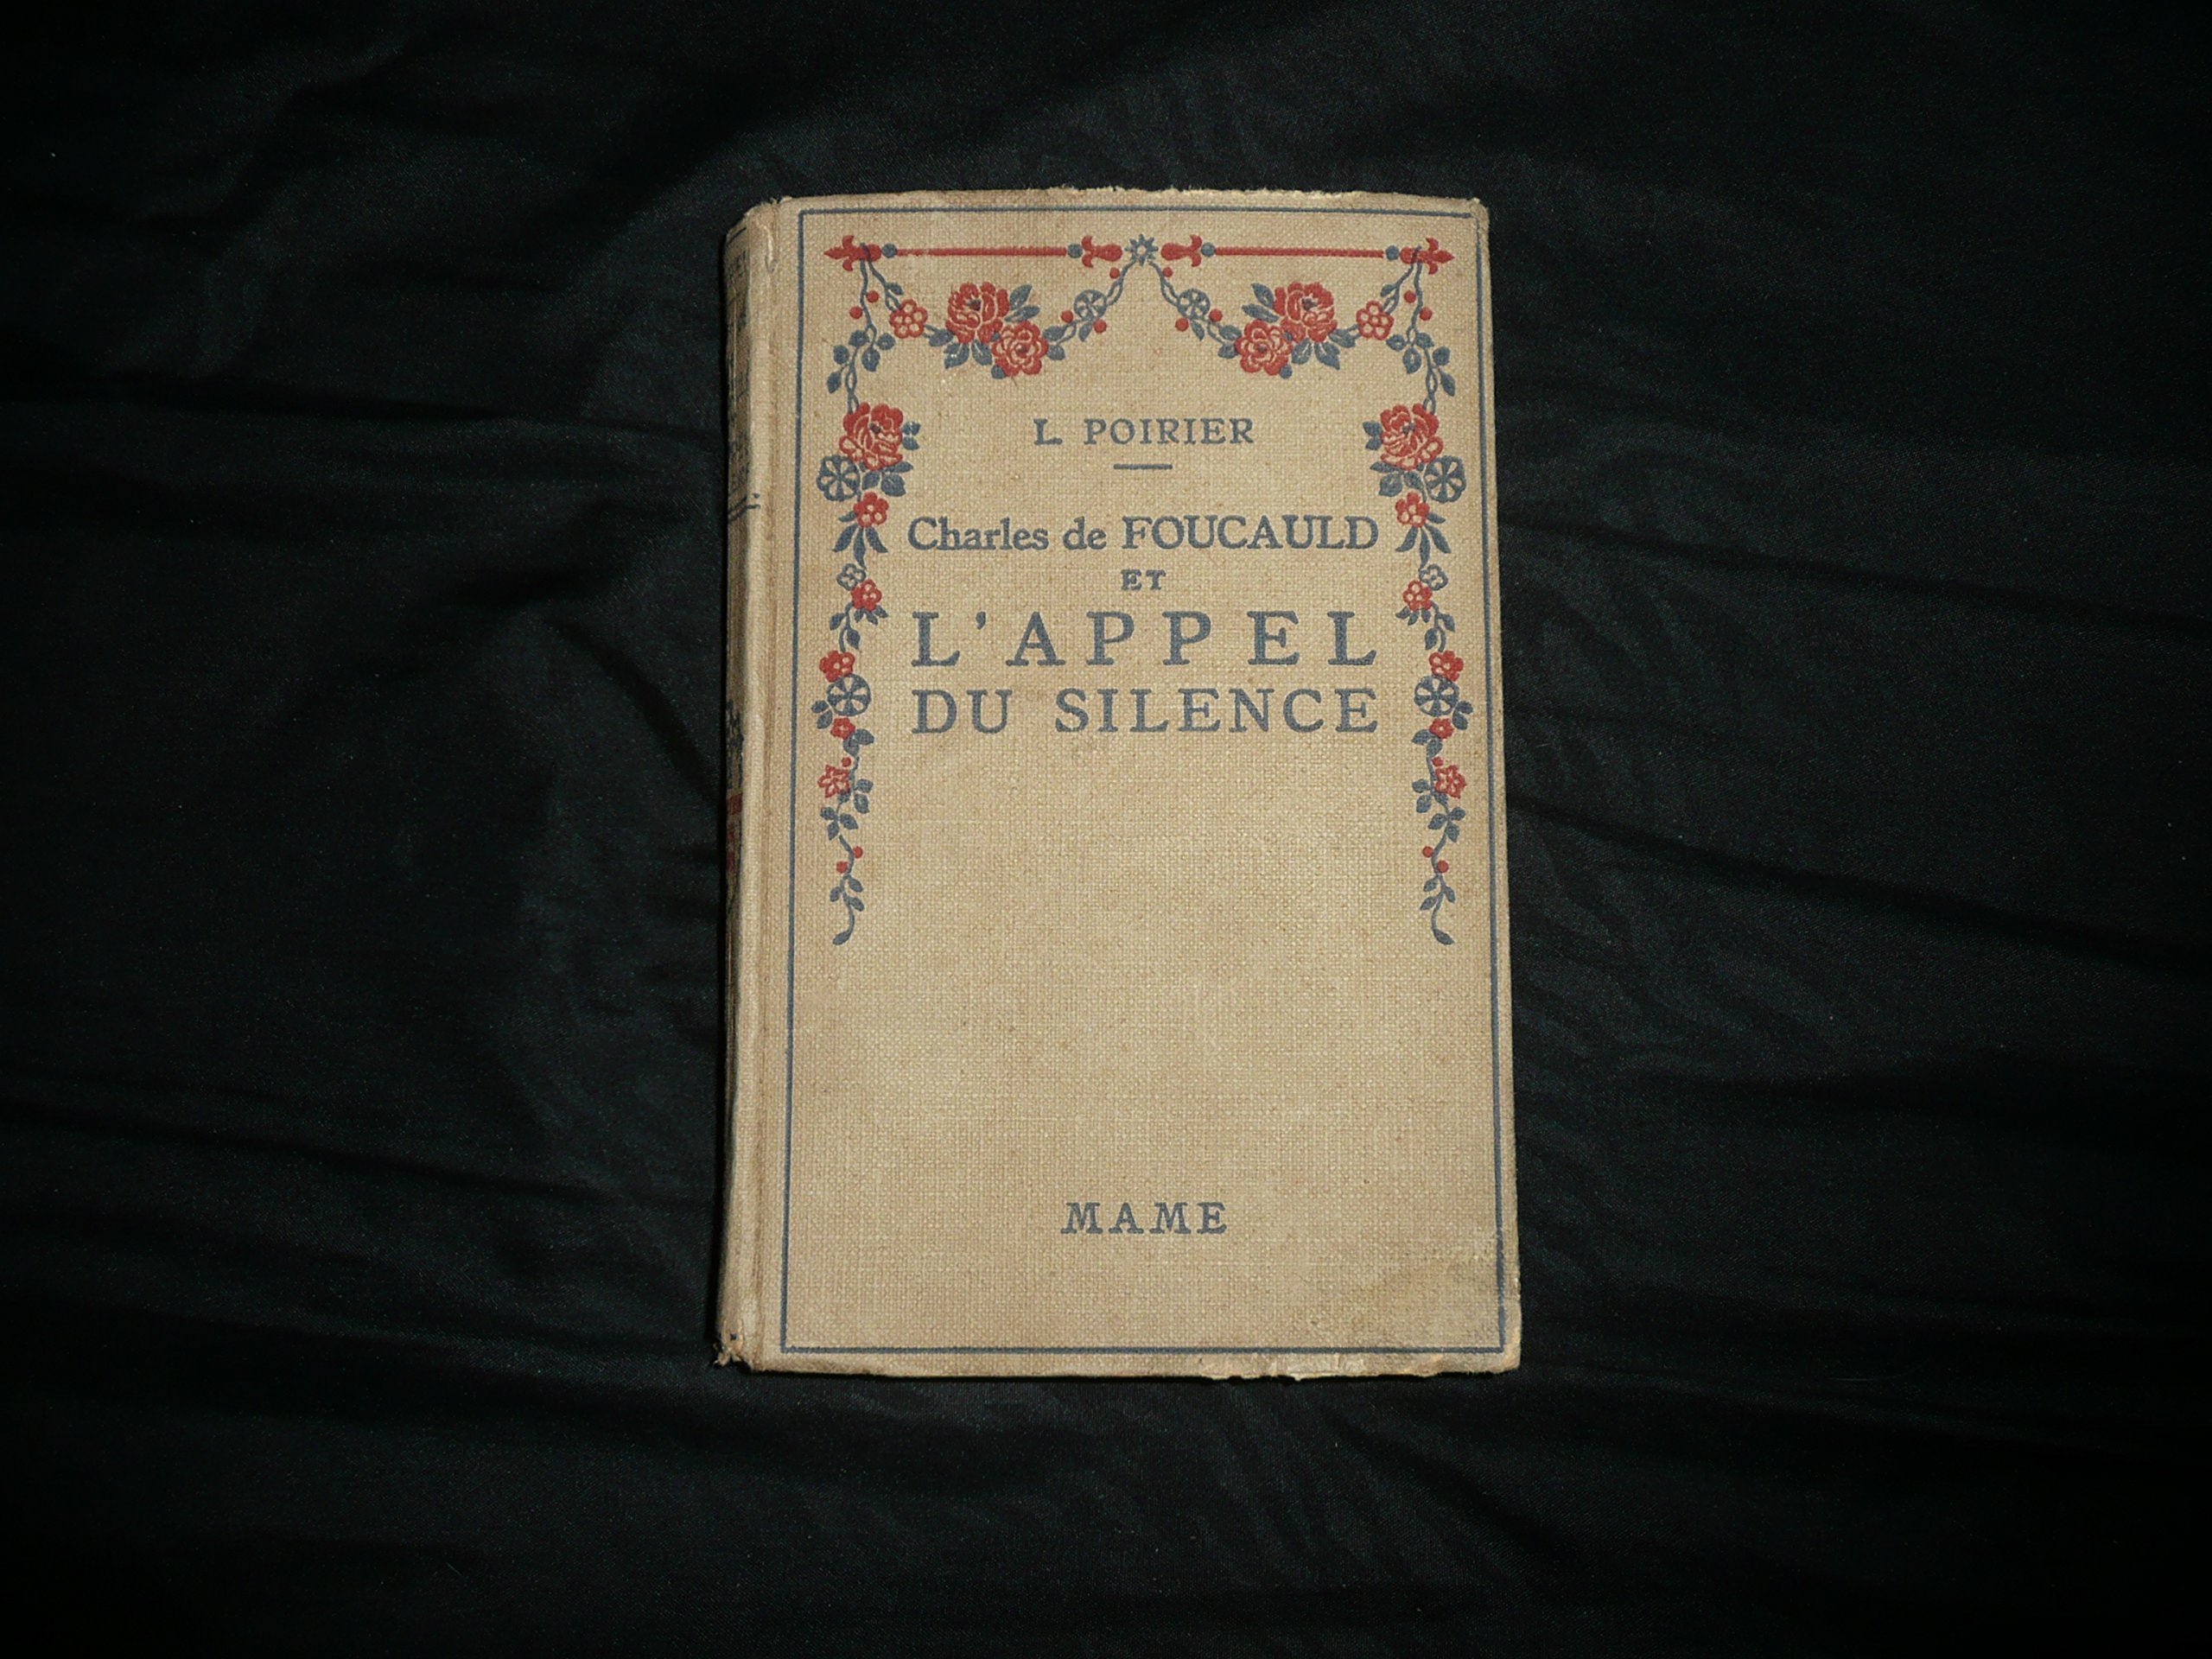 L. POIRIER
Charles de FOUCAULD
ET
L'APPEL
DU SILENCE
MAME